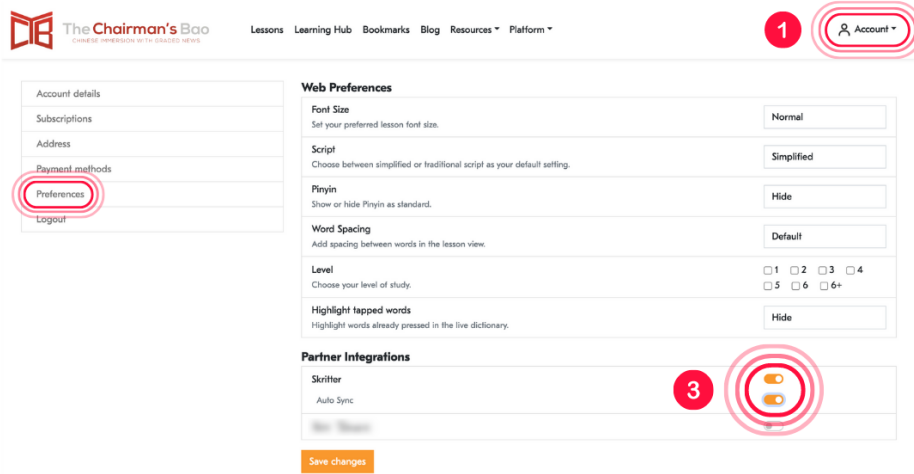 The Chairman's Bao
CHINESE IMMERSION WITH GRADED NEWS
Lessons Learning Hub Bookmarks Blog Resources Platform
1
Account
Account details
Subscriptions
Address
Payment methods
Preferences
Logout
Web Preferences
Font Size
Set your preferred lesson font size.
Normal
Script
Choose between simplified or traditional script as your default setting.
Simplified
Pinyin
Show or hide Pinyin as standard.
Hide
Word Spacing
Add spacing between words in the lesson view.
Default
Level
Choose your level of study.
1 2 3 4
5 6 6+
Highlight tapped words
Highlight words already pressed in the live dictionary.
Hide
Partner Integrations
Skritter
Auto Sync
3
Save changes